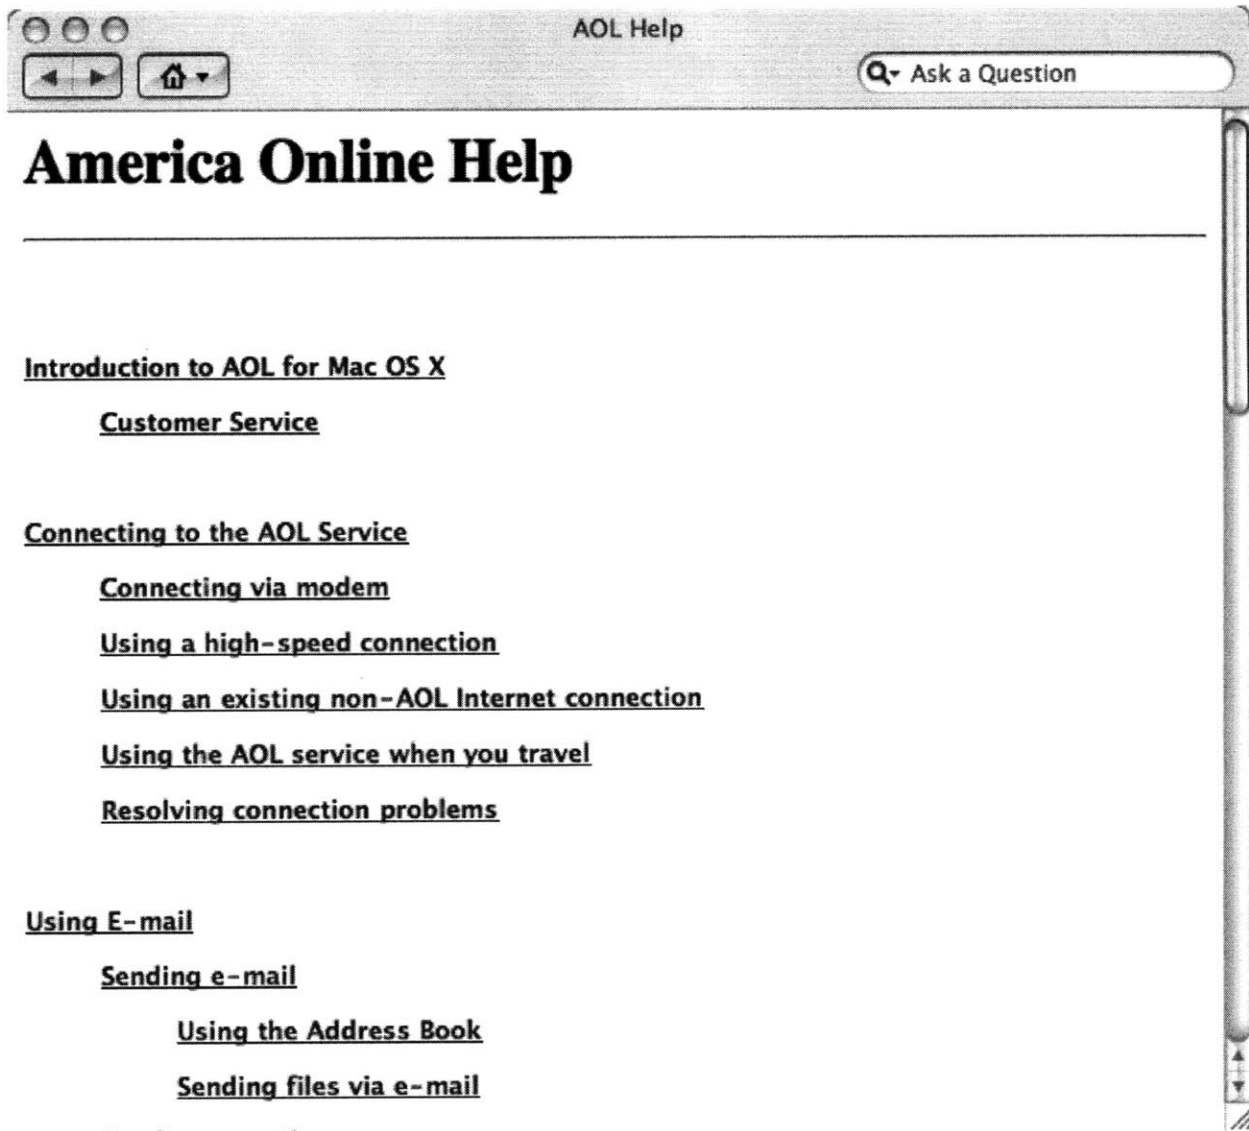 AOL Help
Ask a Question
America Online Help
Introduction to AOL for Mac OS X
Customer Service
Connecting to the AOL Service
Connecting via modem
Using a high-speed connection
Using an existing non-AOL Internet connection
Using the AOL service when you travel
Resolving connection problems
Using E-mail
Sending e-mail
Using the Address Book
Sending files via e-mail